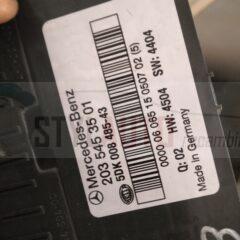 Mercedes-Benz
203 545 35 01
5DK 008 485-43
HELLA
0000 06 085 15 0507 02 (5)
HW: 4504
SW: 4404
Q: 02
Made in Germany